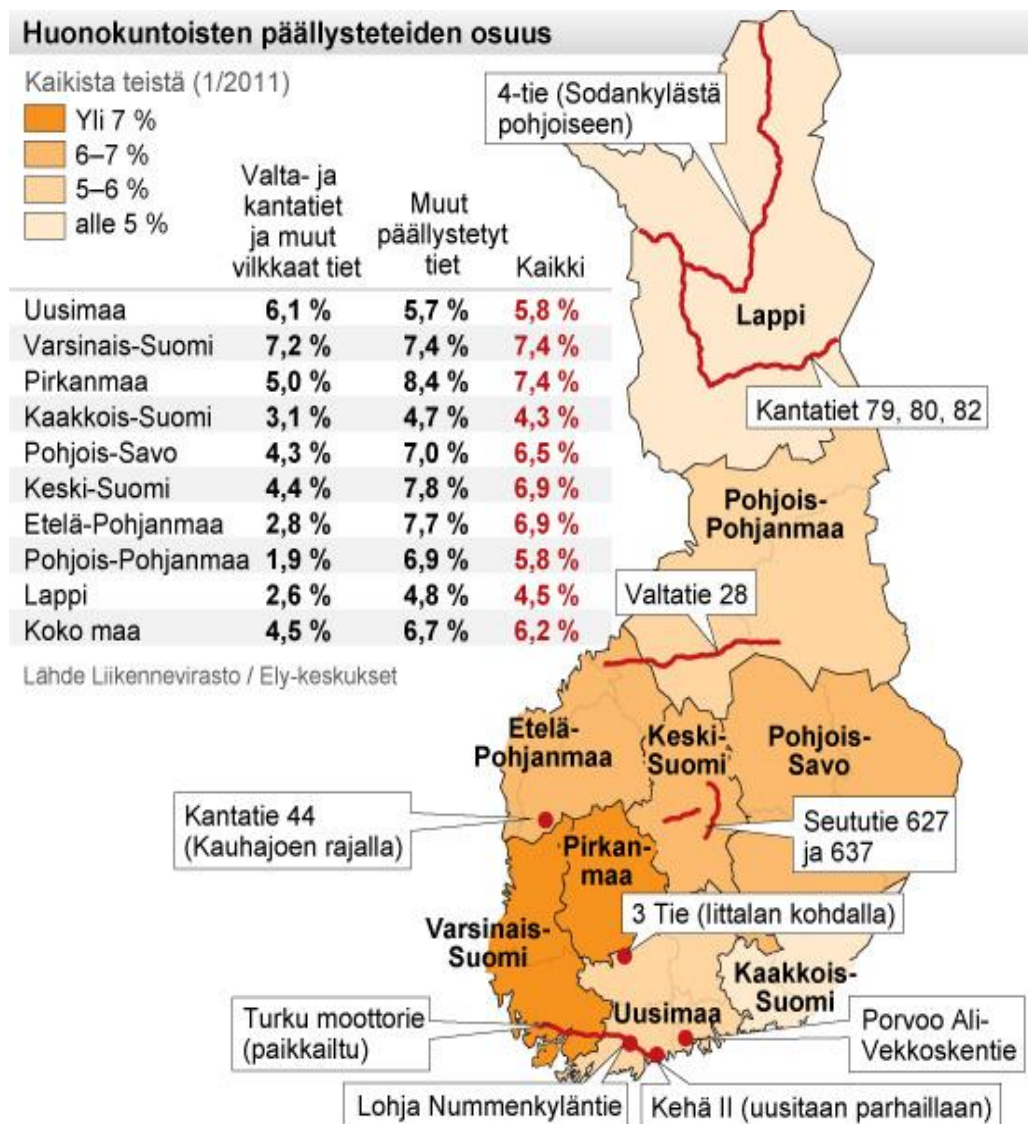 Huonokuntoisten päällysteteiden osuus
Kaikista teistä (1/2011)
Yli 7 %
6–7 %
5–6 %
alle 5 %
Valta- ja
kantatiet
ja muut
vilkkaat tiet
Muut
päällystetyt
tiet
Kaikki
Uusimaa 6,1 % 5,7 % 5,8 %
Varsinais-Suomi 7,2 % 7,4 % 7,4 %
Pirkanmaa 5,0 % 8,4 % 7,4 %
Kaakkois-Suomi 3,1 % 4,7 % 4,3 %
Pohjois-Savo 4,3 % 7,0 % 6,5 %
Keski-Suomi 4,4 % 7,8 % 6,9 %
Etelä-Pohjanmaa 2,8 % 7,7 % 6,9 %
Pohjois-Pohjanmaa 1,9 % 6,9 % 5,8 %
Lappi 2,6 % 4,8 % 4,5 %
Koko maa 4,5 % 6,7 % 6,2 %
Lähde Liikennevirasto / Ely-keskukset
4-tie (Sodankylästä
pohjoiseen)
Lappi
Kantatiet 79, 80, 82
Pohjois-
Pohjanmaa
Valtatie 28
Etelä-
Pohjanmaa
Keski-
Suomi
Pohjois-
Savo
Kantatie 44
(Kauhajoen rajalla)
Seututie 627
ja 637
Pirkan-
maa
3 Tie (Iittalan kohdalla)
Varsinais-
Suomi
Kaakkois-
Suomi
Uusimaa
Turku moottorie
(paikkailtu)
Porvoo Ali-
Vekkoskentie
Lohja Nummenkyläntie
Kehä II (uusitaan parhaillaan)